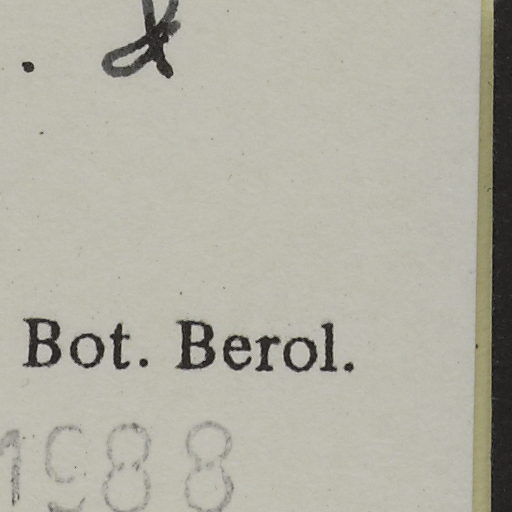 . &
Bot. Berol.
1988